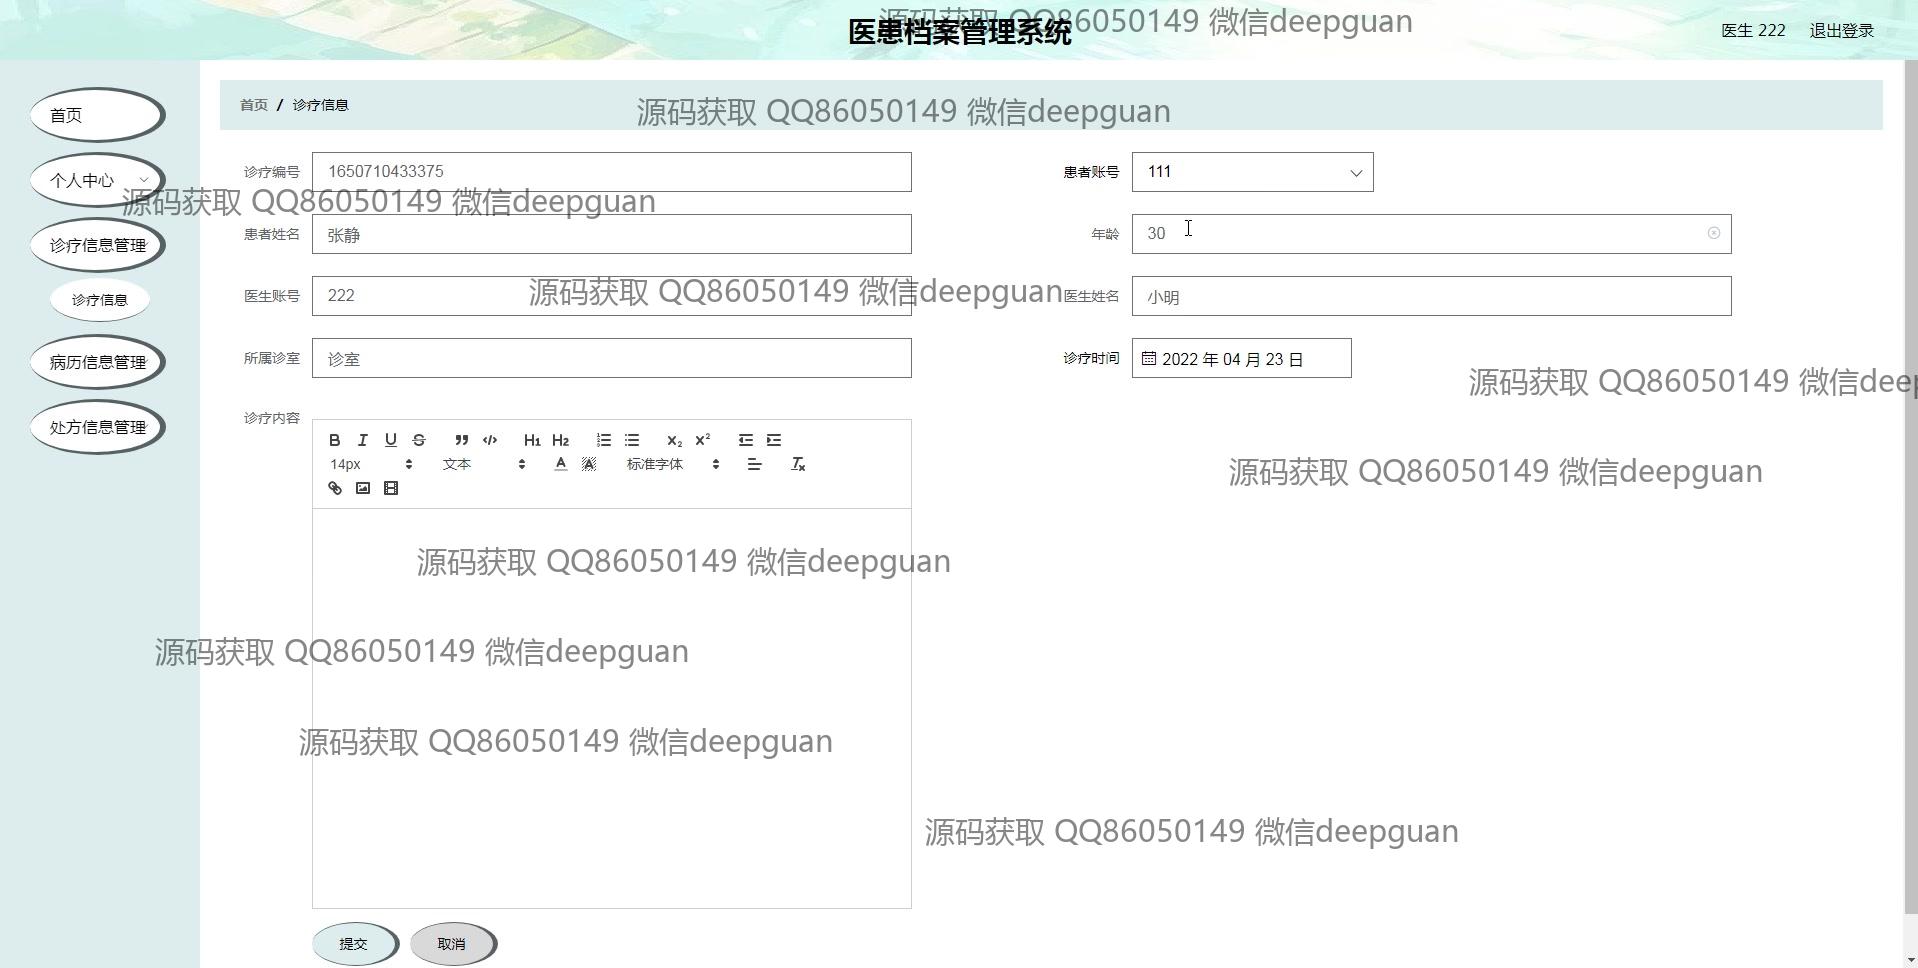 医患档案管理系统
源码获取 QQ86050149 微信deepguan
医生 222 退出登录
首页
个人中心
诊疗信息管理
诊疗信息
病历信息管理
处方信息管理
首页 / 诊疗信息
源码获取 QQ86050149 微信deepguan
诊疗编号 1650710433375
患者账号 111
源码获取 QQ86050149 微信deepguan
患者姓名 张静
年龄 30
医生账号 222
源码获取 QQ86050149 微信deepguan
医生姓名 小明
所属诊室 诊室
诊疗时间 2022 年 04 月 23 日
源码获取 QQ86050149 微信deep
诊疗内容
B I U S H1 H2 x₂ x²
14px 文本 A A 标准字体 Tx
源码获取 QQ86050149 微信deepguan
源码获取 QQ86050149 微信deepguan
源码获取 QQ86050149 微信deepguan
源码获取 QQ86050149 微信deepguan
源码获取 QQ86050149 微信deepguan
提交 取消